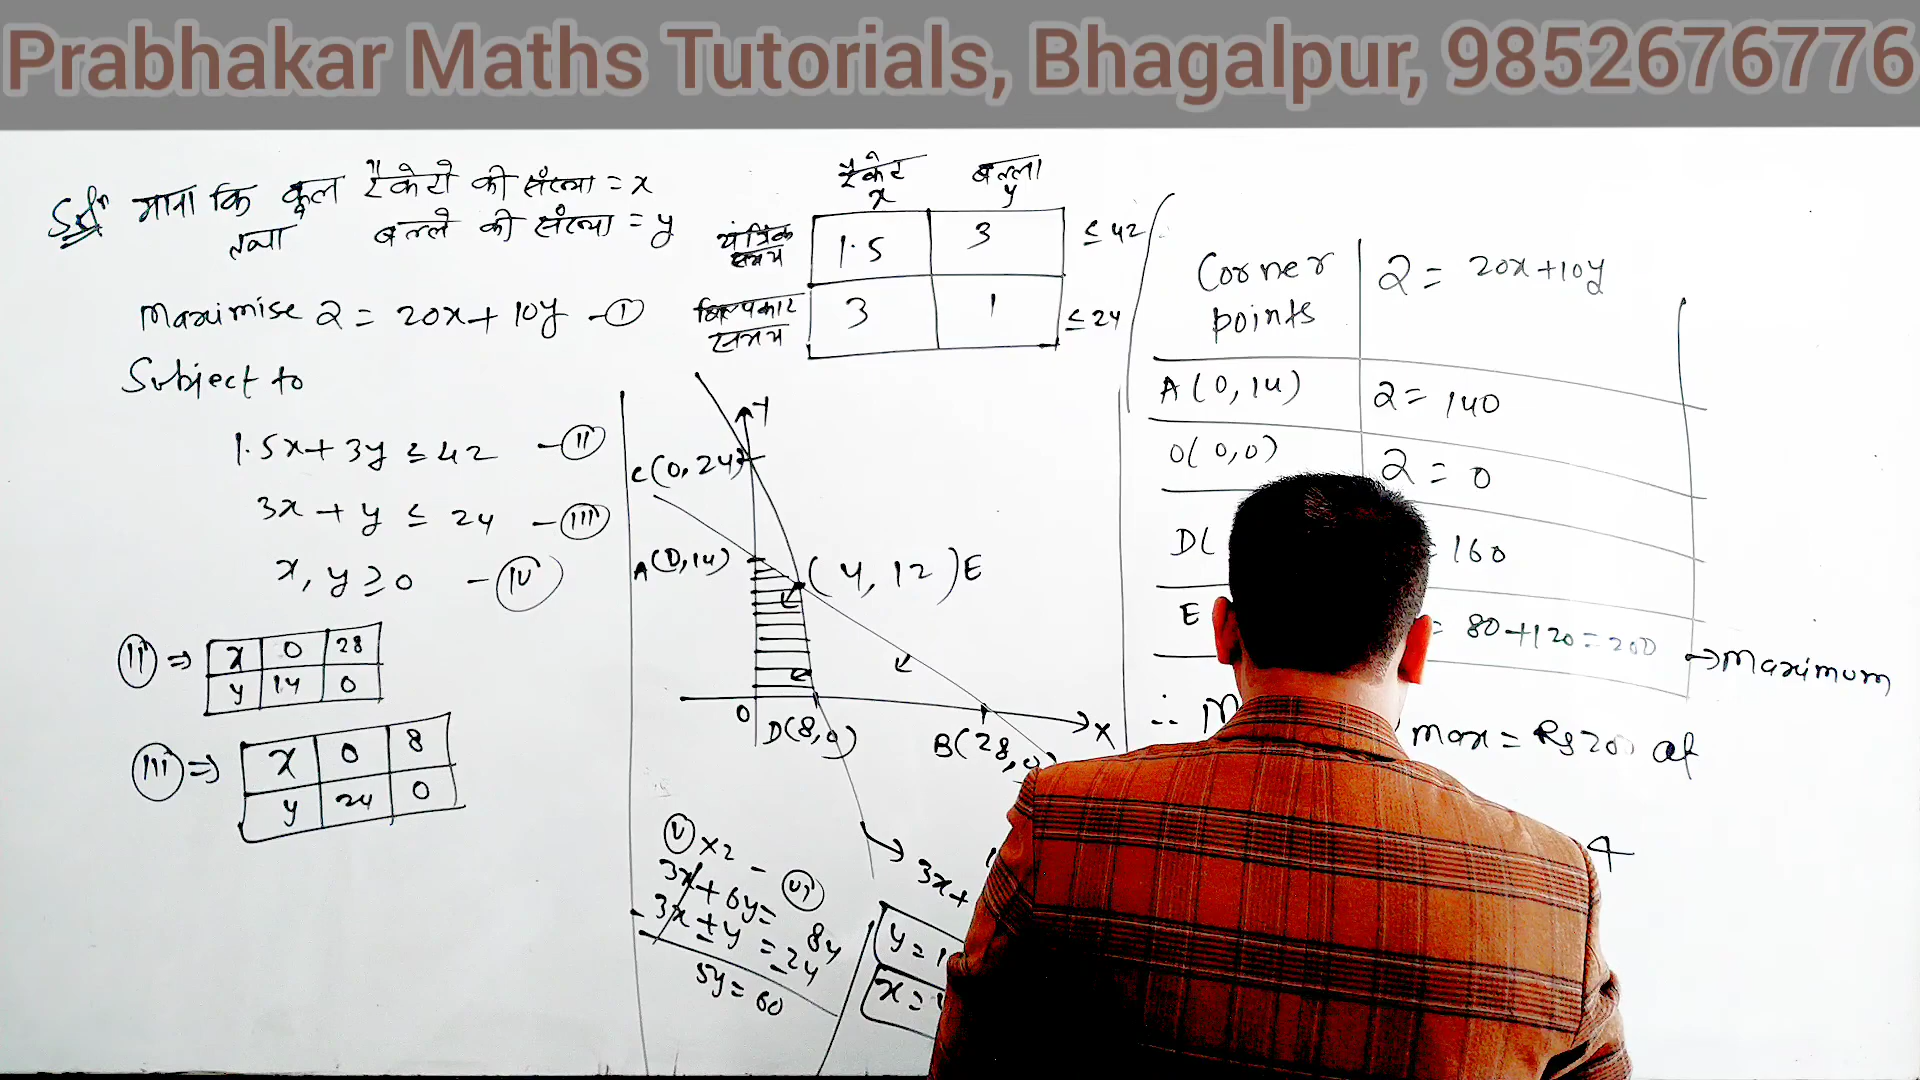 Prabhakar Maths Tutorials, Bhagalpur, 9852676776
Solⁿ माना कि कुल रैकेटों की संख्या = x
तथा बल्ले की संख्या = y
Maximise Z = 20x + 10y - (I)
Subject to
1.5x + 3y ≤ 42 - (II)
3x + y ≤ 24 - (III)
x, y ≥ 0 - (IV)
(II) ⇒ x 0 28
y 14 0
(III) ⇒ x 0 8
y 24 0
रैकेट बल्ला
x y
यांत्रिक समय 1.5 3 ≤ 42
शिल्पकार समय 3 1 ≤ 24
Y
C(0,24)
A(0,14)
(4, 12)E
O
D(8,0)
B(28,0)
X
3x+
(V) x 2 - (VI)
3x + 6y = 84
- 3x ± y = -24
5y = 60
y = 1
x =
Corner points Z = 20x + 10y
A(0,14) Z = 140
O(0,0) Z = 0
D( = 160
E = 80+120 = 200 → Maximum
∴ M max = Rs 200 at
4